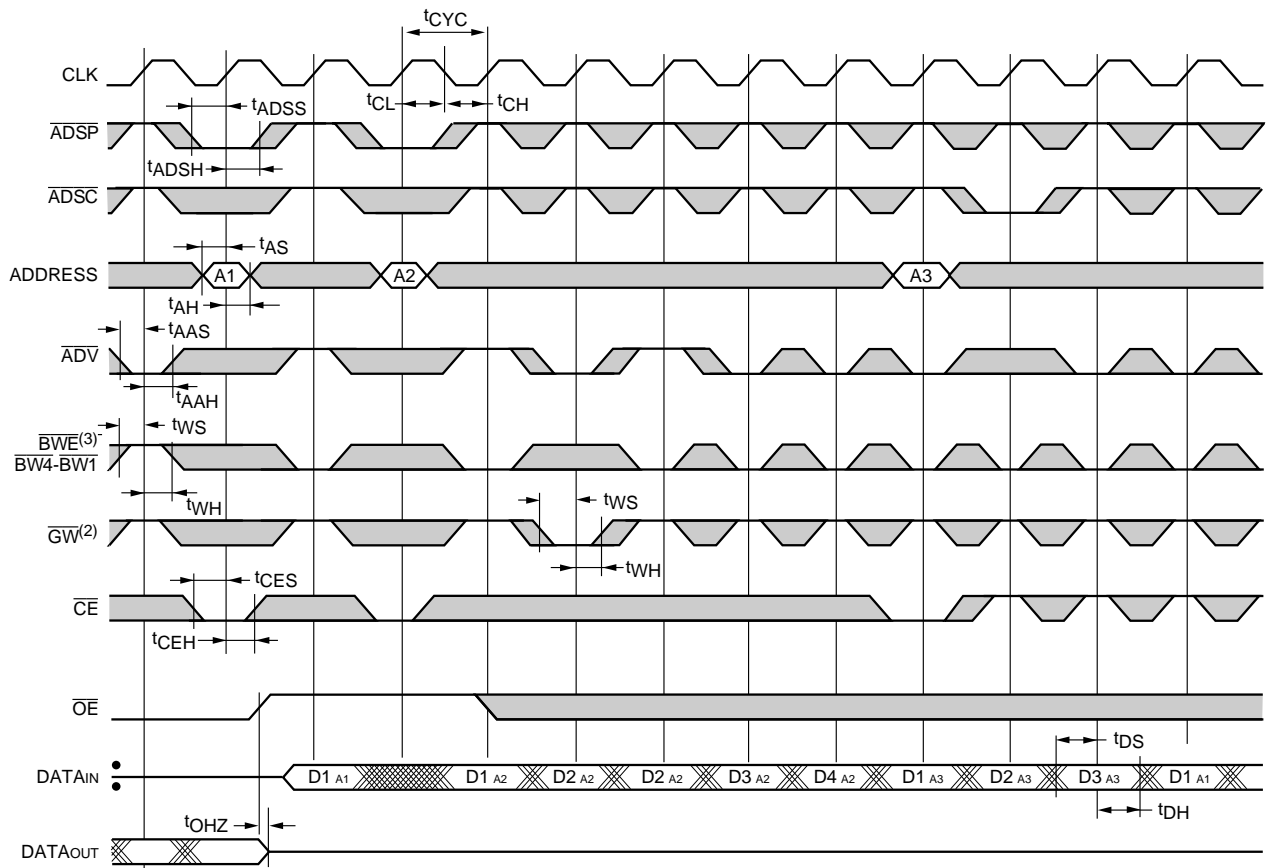 tCYC
CLK
tADSS
tCL
tCH
ADSP
tADSH
ADSC
tAS
ADDRESS
A1
A2
A3
tAH
tAAS
ADV
tAAH
tWS
BWE(3)
BW4-BW1
tWH
tWS
GW(2)
tWH
tCES
CE
tCEH
OE
tDS
DATAIN
D1 A1
D1 A2
D2 A2
D2 A2
D3 A2
D4 A2
D1 A3
D2 A3
D3 A3
D1 A1
tOHZ
tDH
DATAOUT